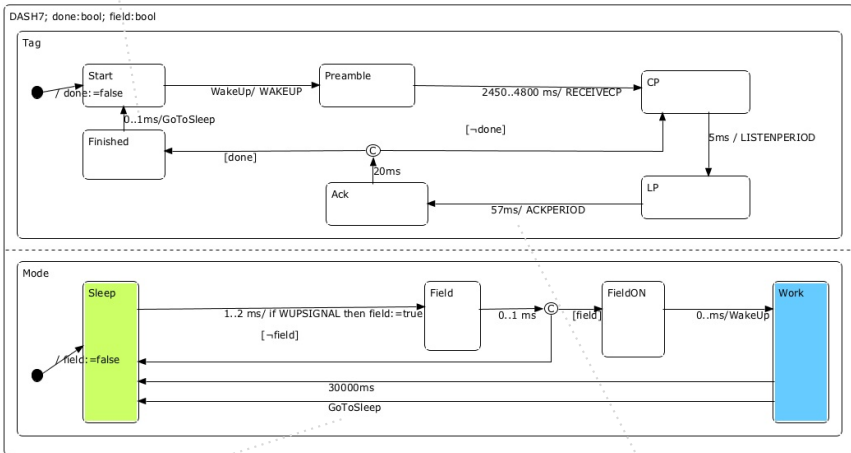 DASH7; done:bool; field:bool
Tag
Start
/ done:=false
WakeUp/ WAKEUP
Preamble
2450..4800 ms/ RECEIVECP
CP
0..1ms/GoToSleep
Finished
[done]
C
[¬done]
5ms / LISTENPERIOD
20ms
Ack
57ms/ ACKPERIOD
LP
Mode
Sleep
/ field:=false
1..2 ms/ if WUPSIGNAL then field:=true
Field
0..1 ms
C
[field]
FieldON
0..ms/WakeUp
Work
[¬field]
30000ms
GoToSleep